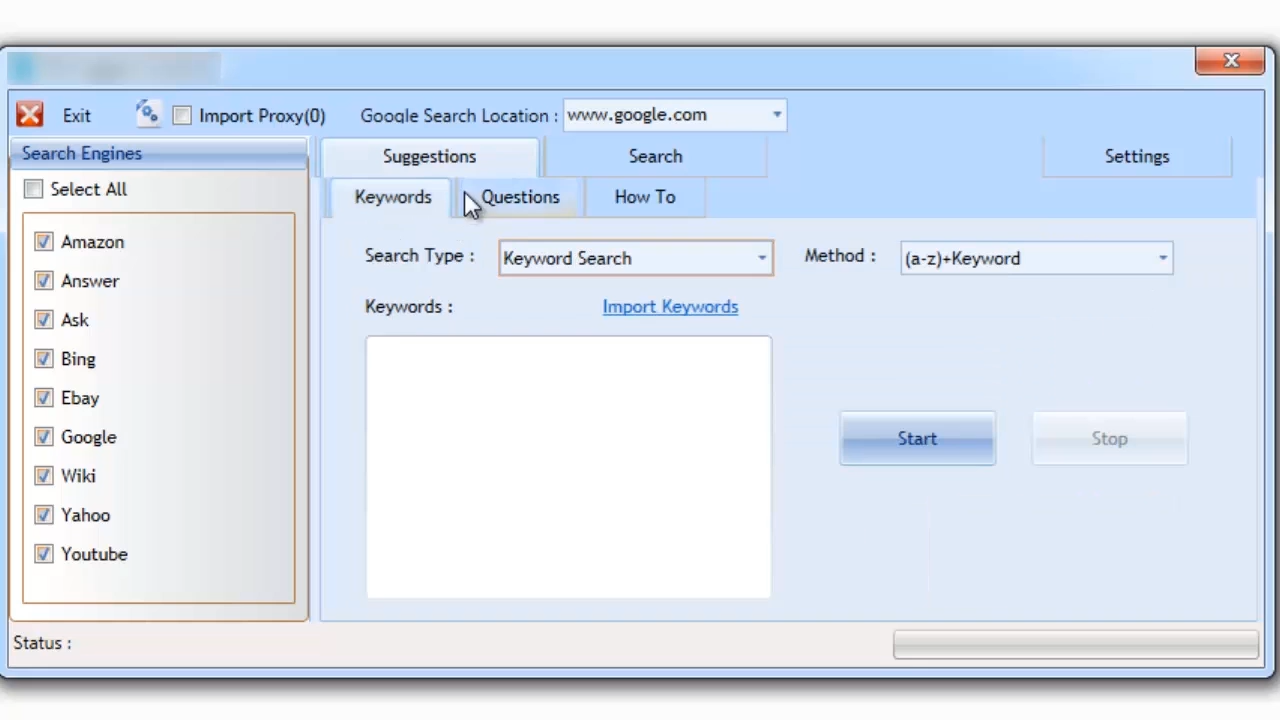 Exit
Import Proxy(0)
Google Search Location :
www.google.com
Search Engines
Suggestions
Search
Settings
Select All
Keywords
Questions
How To
Amazon
Answer
Ask
Bing
Ebay
Google
Wiki
Yahoo
Youtube
Search Type :
Keyword Search
Method :
(a-z)+Keyword
Keywords :
Import Keywords
Start
Stop
Status :